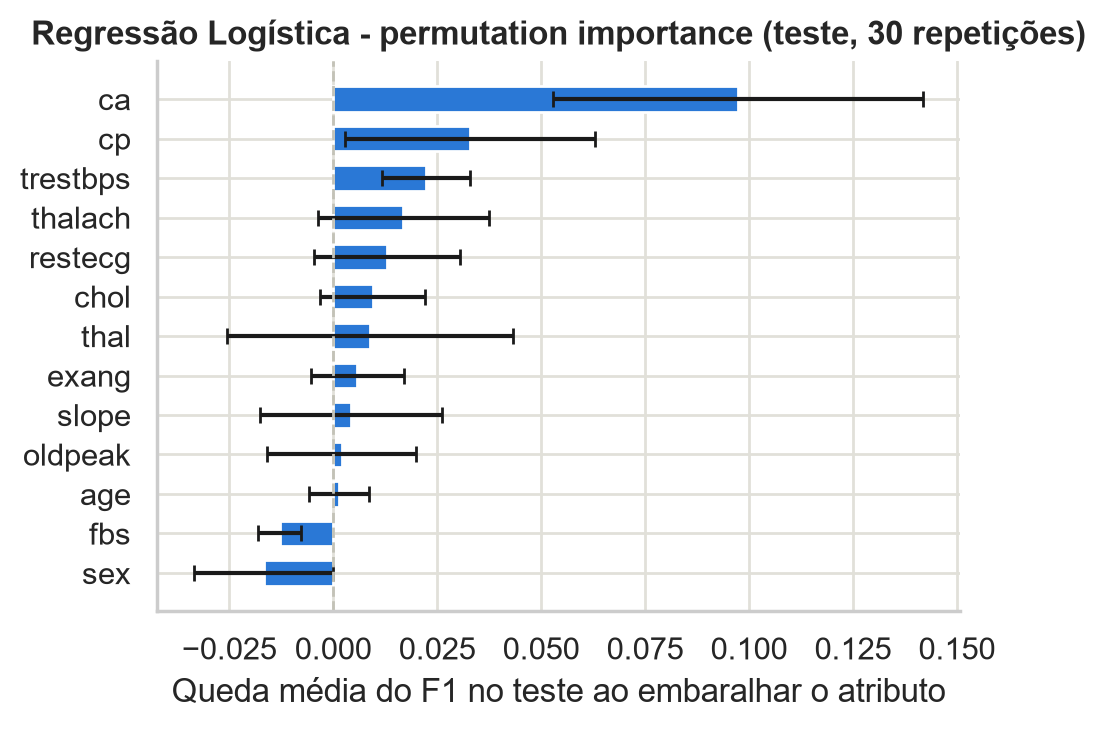 Regressão Logística - permutation importance (teste, 30 repetições)
ca
cp
trestbps
thalach
restecg
chol
thal
exang
slope
oldpeak
age
fbs
sex
−0.025 0.000 0.025 0.050 0.075 0.100 0.125 0.150
Queda média do F1 no teste ao embaralhar o atributo